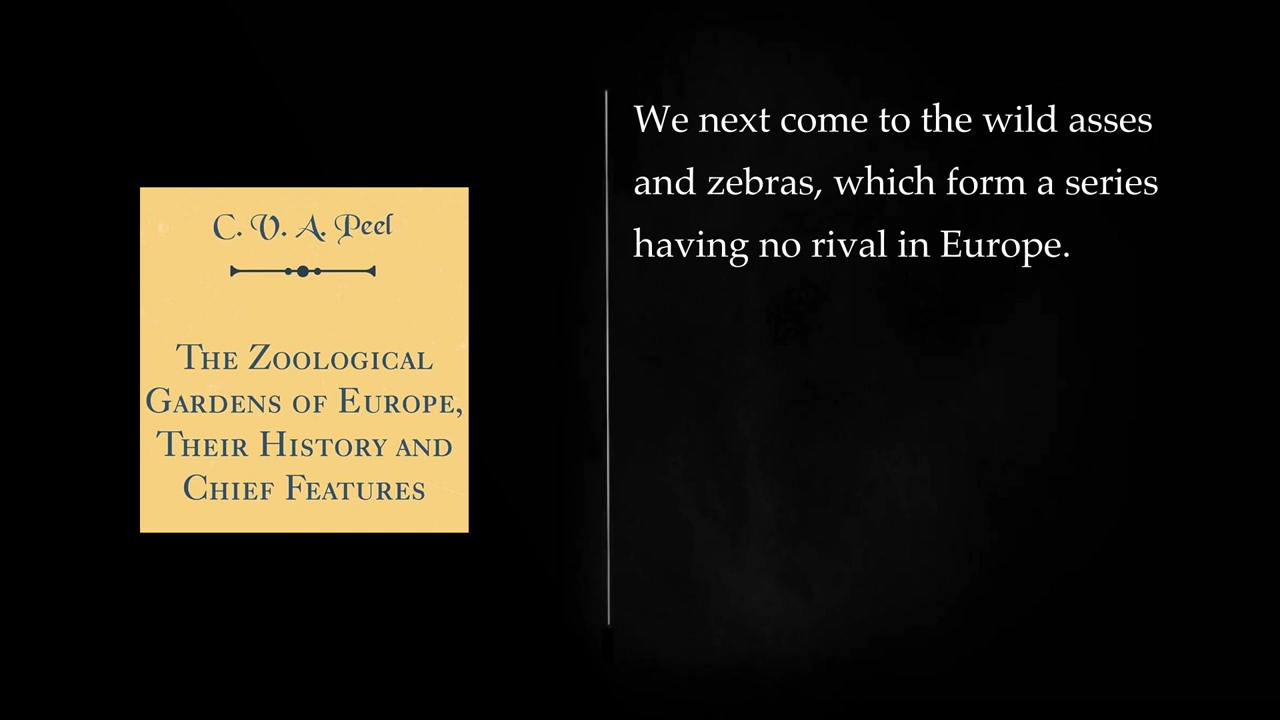 C. V. A. Peel
The Zoological
Gardens of Europe,
Their History and
Chief Features
We next come to the wild asses
and zebras, which form a series
having no rival in Europe.